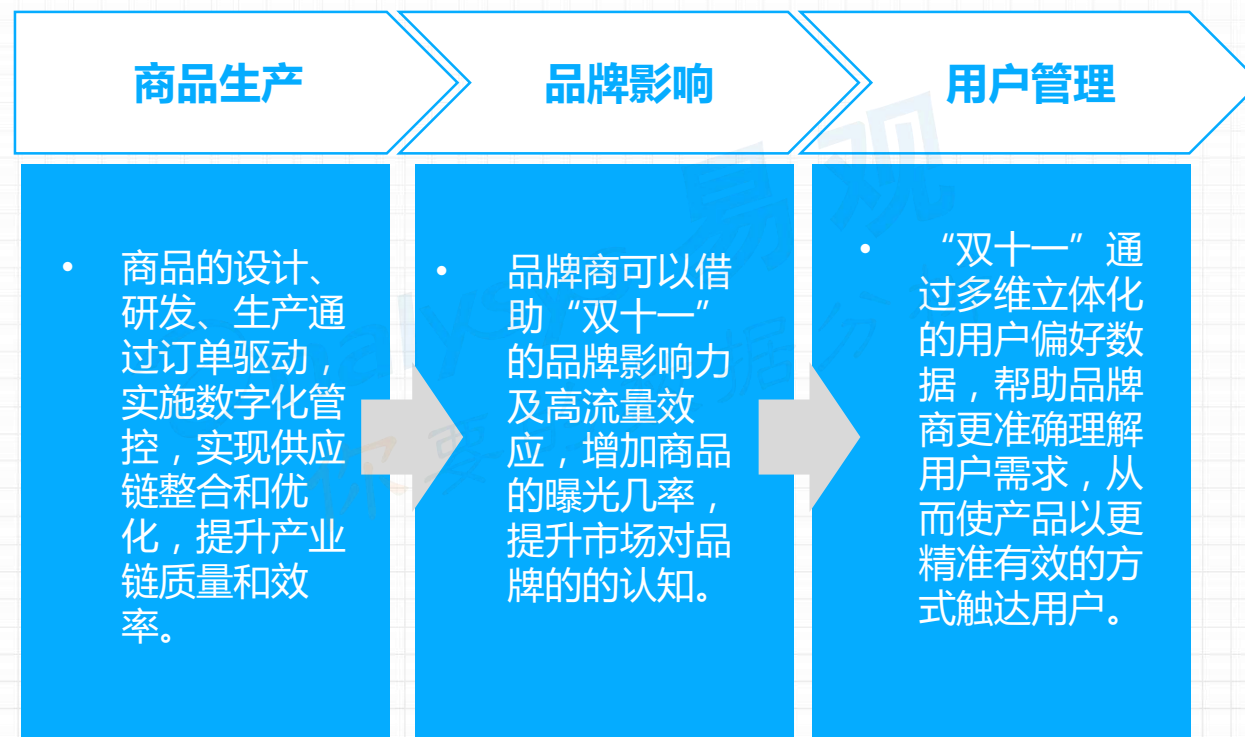 商品生产
品牌影响
用户管理
• 商品的设计、
研发、生产通
过订单驱动，
实施数字化管
控，实现供应
链整合和优
化，提升产业
链质量和效
率。
• 品牌商可以借
助“双十一”
的品牌影响力
及高流量效
应，增加商品
的曝光几率，
提升市场对品
牌的的认知。
• “双十一”通
过多维立体化
的用户偏好数
据，帮助品牌
商更准确理解
用户需求，从
而使产品以更
精准有效的方
式触达用户。
易观